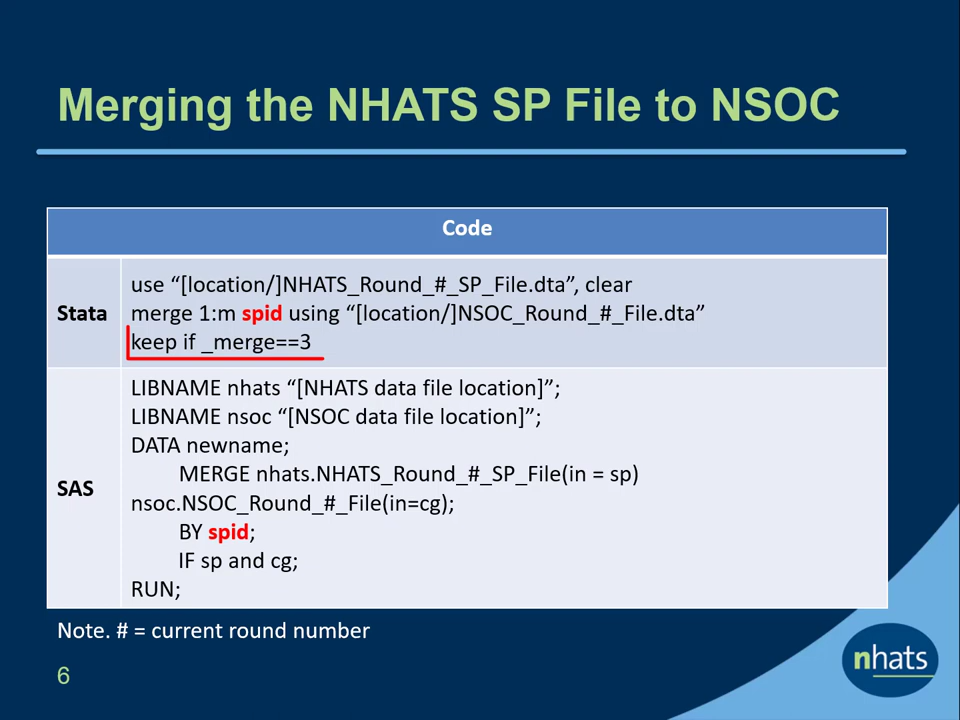 Merging the NHATS SP File to NSOC
Code
Stata
use “[location/]NHATS_Round_#_SP_File.dta”, clear
merge 1:m spid using “[location/]NSOC_Round_#_File.dta”
keep if _merge==3
SAS
LIBNAME nhats “[NHATS data file location]”;
LIBNAME nsoc “[NSOC data file location]”;
DATA newname;
MERGE nhats.NHATS_Round_#_SP_File(in = sp)
nsoc.NSOC_Round_#_File(in=cg);
BY spid;
IF sp and cg;
RUN;
Note. # = current round number
6
nhats